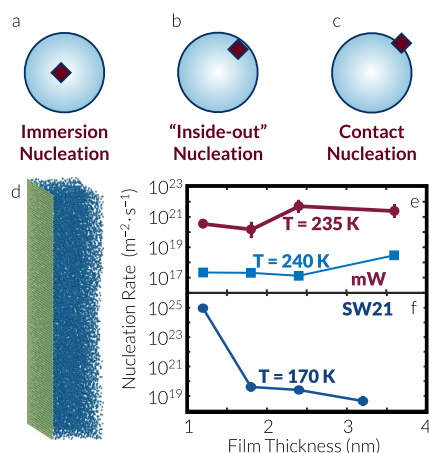 a
b
c
Immersion
Nucleation
“Inside-out”
Nucleation
Contact
Nucleation
d
Nucleation Rate (m⁻²·s⁻¹)
10²³
10²¹
10¹⁹
10¹⁷
e
T = 235 K
T = 240 K
mW
10²⁵
10²³
10²¹
10¹⁹
SW21
f
T = 170 K
1
2
3
4
Film Thickness (nm)